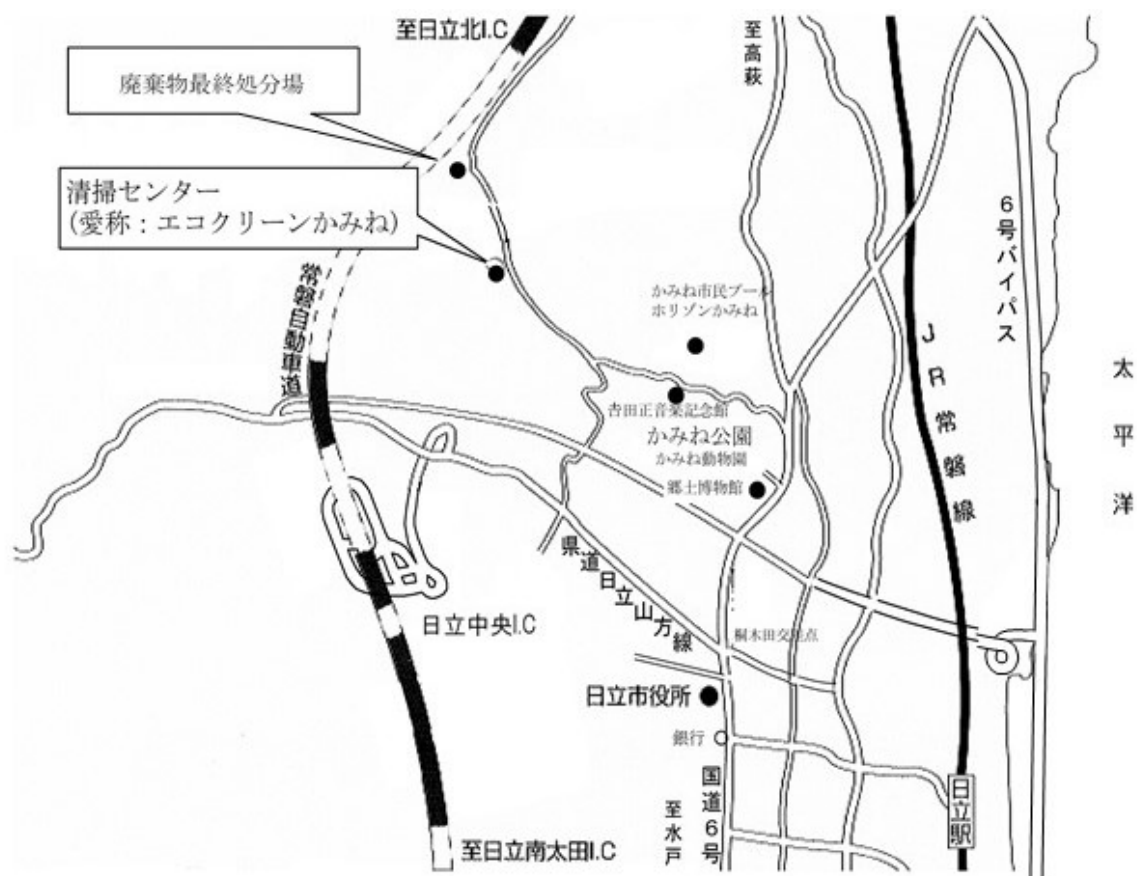 至日立北I.C
至高萩
廃棄物最終処分場
清掃センター
(愛称：エコクリーンかみね)
6号バイパス
常磐自動車道
かみね市民プール
ホリゾンかみね
JR常磐線
太平洋
吉田正音楽記念館
かみね公園
かみね動物園
郷土博物館
県道日立山方線
日立中央I.C
桐木田交差点
日立市役所
銀行
国道6号
至水戸
日立駅
至日立南太田I.C